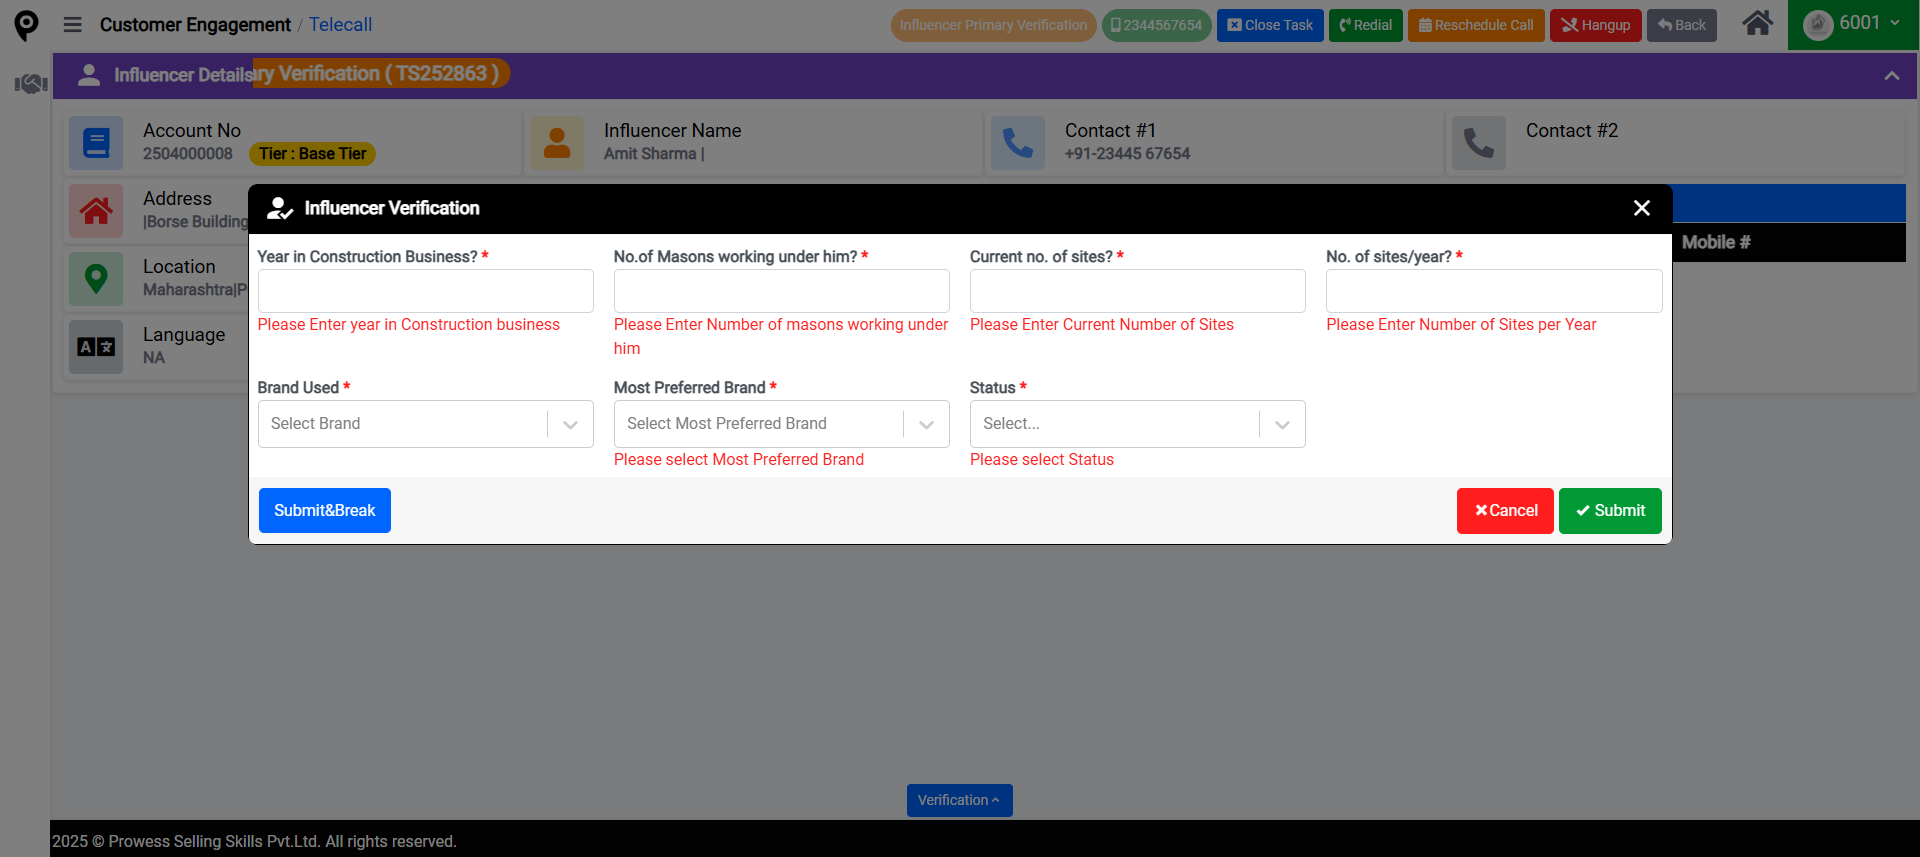 Customer Engagement / Telecall
Influencer Primary Verification
2344567654
Close Task
Redial
Reschedule Call
Hangup
Back
6001
Influencer Details
ry Verification ( TS252863 )
Account No
2504000008
Tier : Base Tier
Influencer Name
Amit Sharma |
Contact #1
+91-23445 67654
Contact #2
Address
|Borse Building
Location
Maharashtra|P
Language
NA
Mobile #
Influencer Verification
Year in Construction Business? *
Please Enter year in Construction business
No.of Masons working under him? *
Please Enter Number of masons working under
him
Current no. of sites? *
Please Enter Current Number of Sites
No. of sites/year? *
Please Enter Number of Sites per Year
Brand Used *
Select Brand
Most Preferred Brand *
Select Most Preferred Brand
Please select Most Preferred Brand
Status *
Select...
Please select Status
Submit&Break
Cancel
Submit
Verification
2025 © Prowess Selling Skills Pvt.Ltd. All rights reserved.